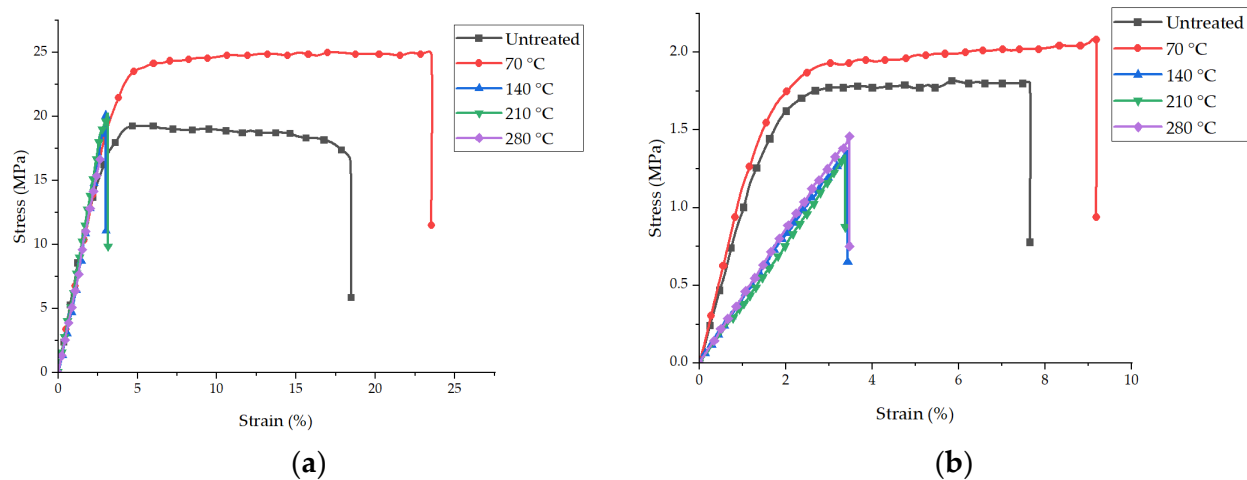 (a)
Stress (MPa)
25
20
15
10
5
0
0 5 10 15 20 25
Strain (%)
Untreated
70 °C
140 °C
210 °C
280 °C
(b)
Stress (MPa)
2.0
1.5
1.0
0.5
0.0
0 2 4 6 8 10
Strain (%)
Untreated
70 °C
140 °C
210 °C
280 °C
(a)
(b)